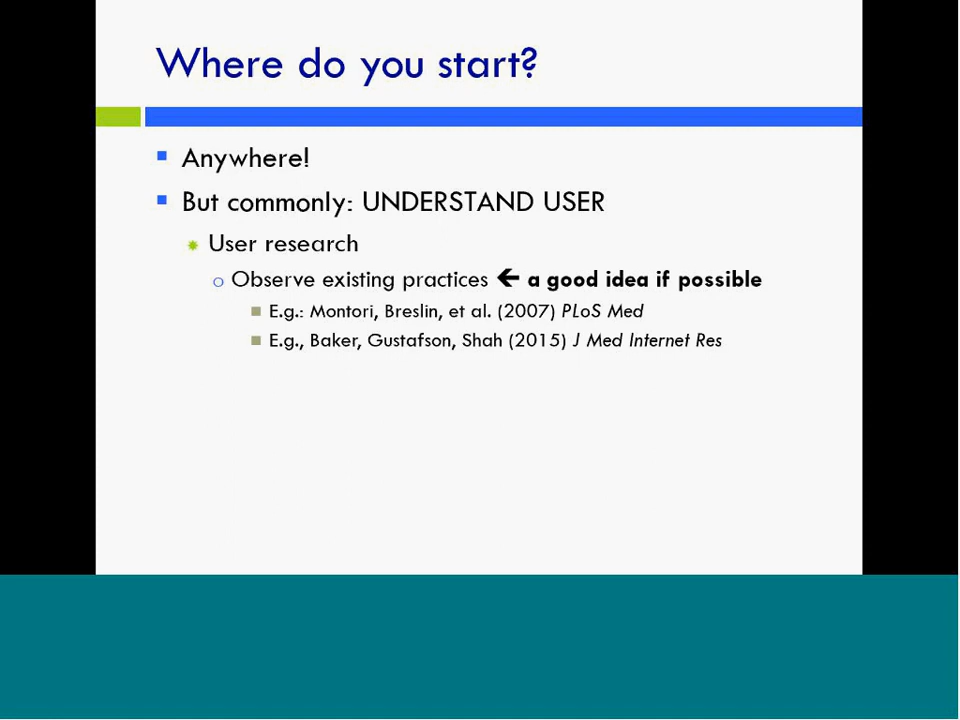 Where do you start?
Anywhere!
But commonly: UNDERSTAND USER
User research
Observe existing practices ← a good idea if possible
E.g.: Montori, Breslin, et al. (2007) PLoS Med
E.g., Baker, Gustafson, Shah (2015) J Med Internet Res